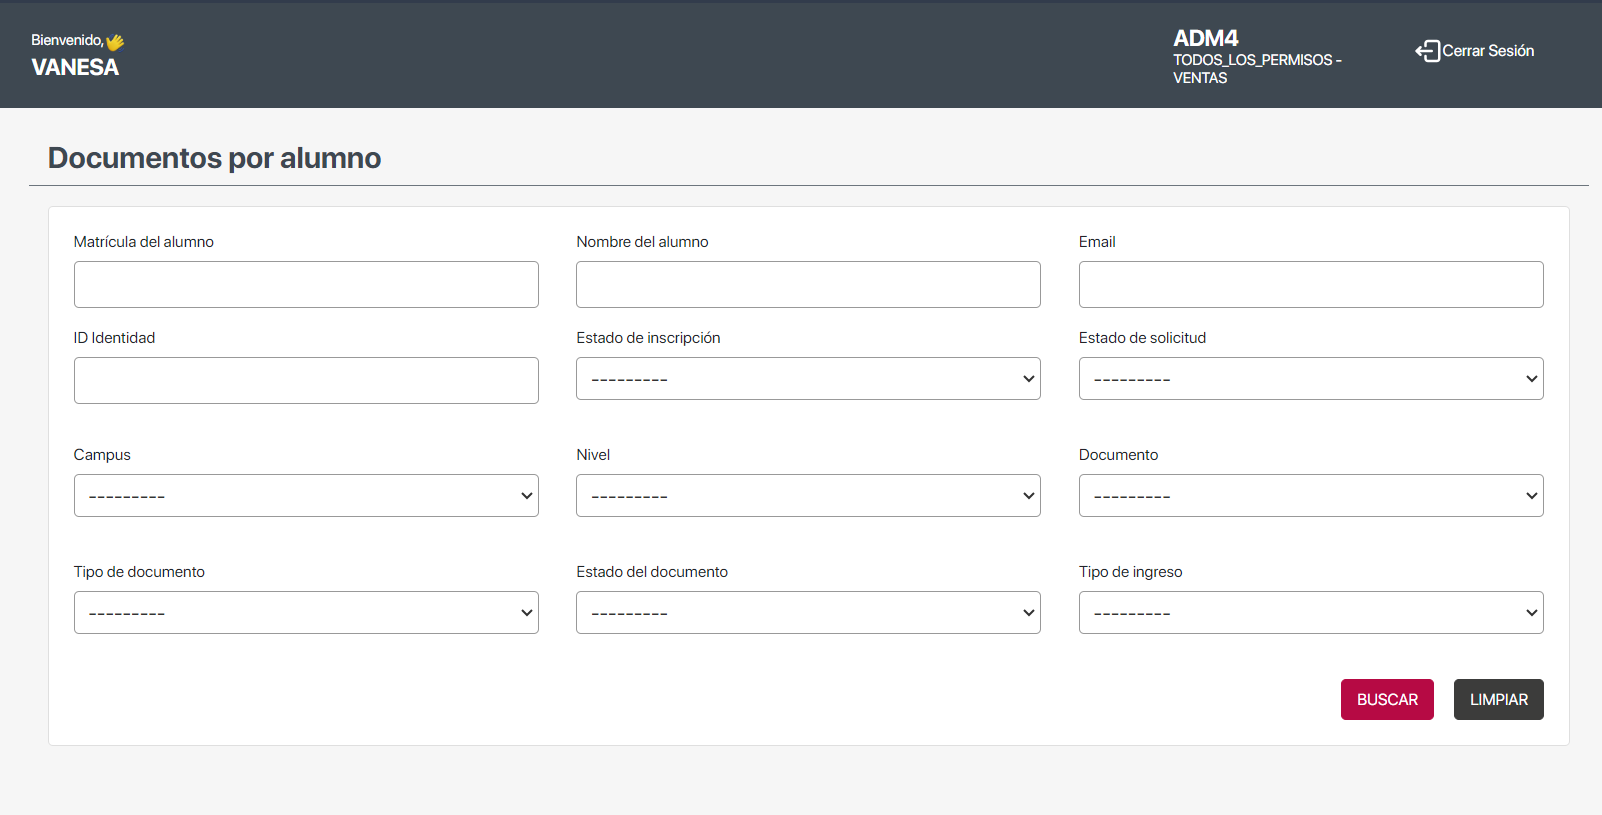 Bienvenido,👋
VANESA
ADM4
TODOS_LOS_PERMISOS -
VENTAS
Cerrar Sesión
Documentos por alumno
Matrícula del alumno
Nombre del alumno
Email
ID Identidad
Estado de inscripción
Estado de solicitud
---------
---------
Campus
Nivel
Documento
---------
---------
---------
Tipo de documento
Estado del documento
Tipo de ingreso
---------
---------
---------
BUSCAR
LIMPIAR